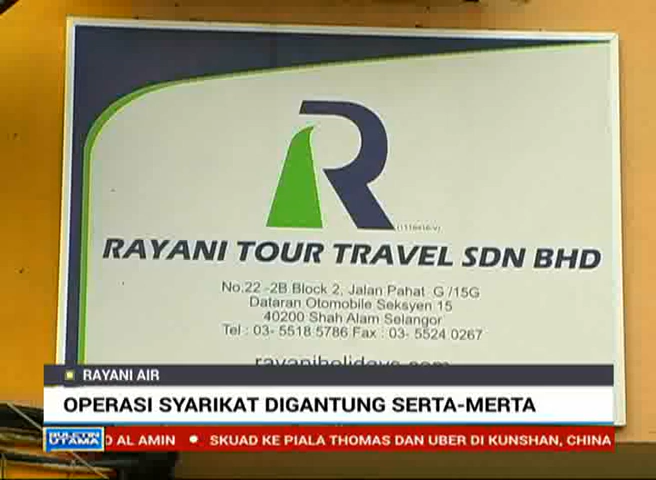 R
RAYANI TOUR TRAVEL SDN BHD
No.22 -2B Block 2, Jalan Pahat G /15G
Dataran Otomobile Seksyen 15
40200 Shah Alam Selangor
Tel : 03- 5518 5786 Fax : 03- 5524 0267
rayaniholidays.com
RAYANI AIR
OPERASI SYARIKAT DIGANTUNG SERTA-MERTA
BULETIN UTAMA
D AL AMIN • SKUAD KE PIALA THOMAS DAN UBER DI KUNSHAN, CHINA